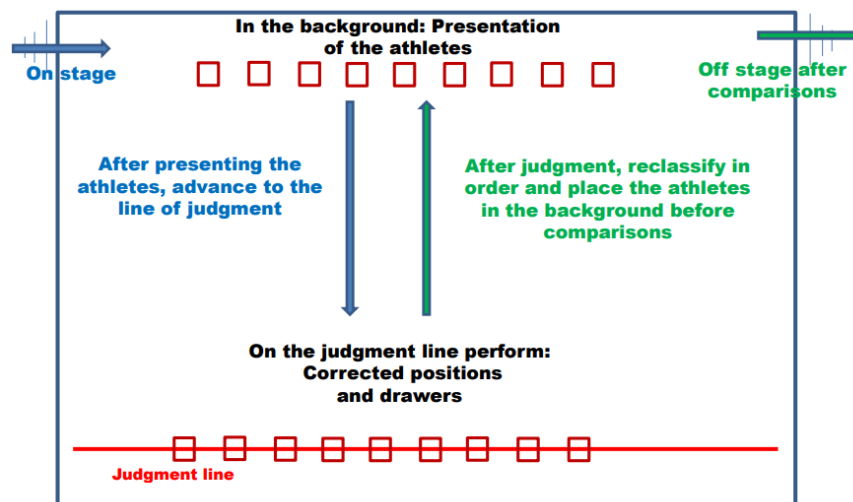 In the background: Presentation
of the athletes
On stage
Off stage after
comparisons
After presenting the
athletes, advance to the
line of judgment
After judgment, reclassify in
order and place the athletes
in the background before
comparisons
On the judgment line perform:
Corrected positions
and drawers
Judgment line